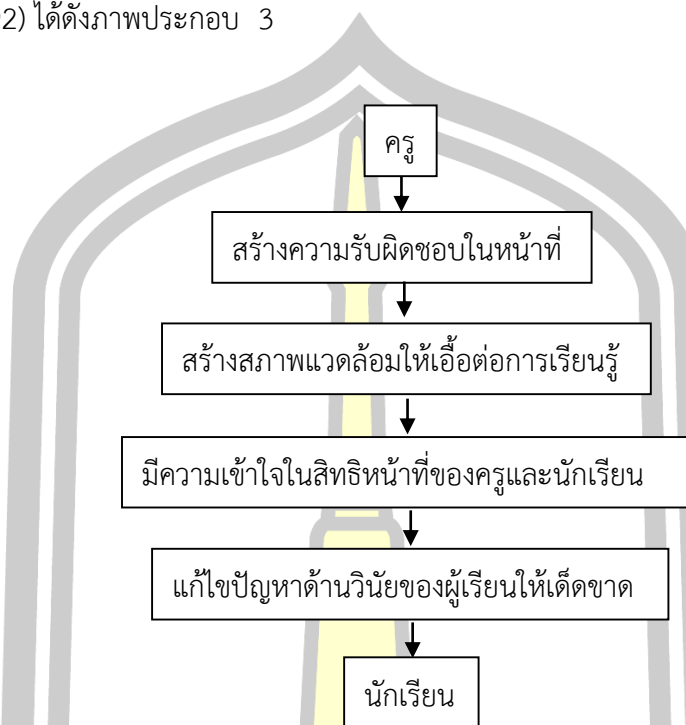 2) ได้ดังภาพประกอบ 3
ครู
สร้างความรับผิดชอบในหน้าที่
สร้างสภาพแวดล้อมให้เอื้อต่อการเรียนรู้
มีความเข้าใจในสิทธิหน้าที่ของครูและนักเรียน
แก้ไขปัญหาด้านวินัยของผู้เรียนให้เด็ดขาด
นักเรียน